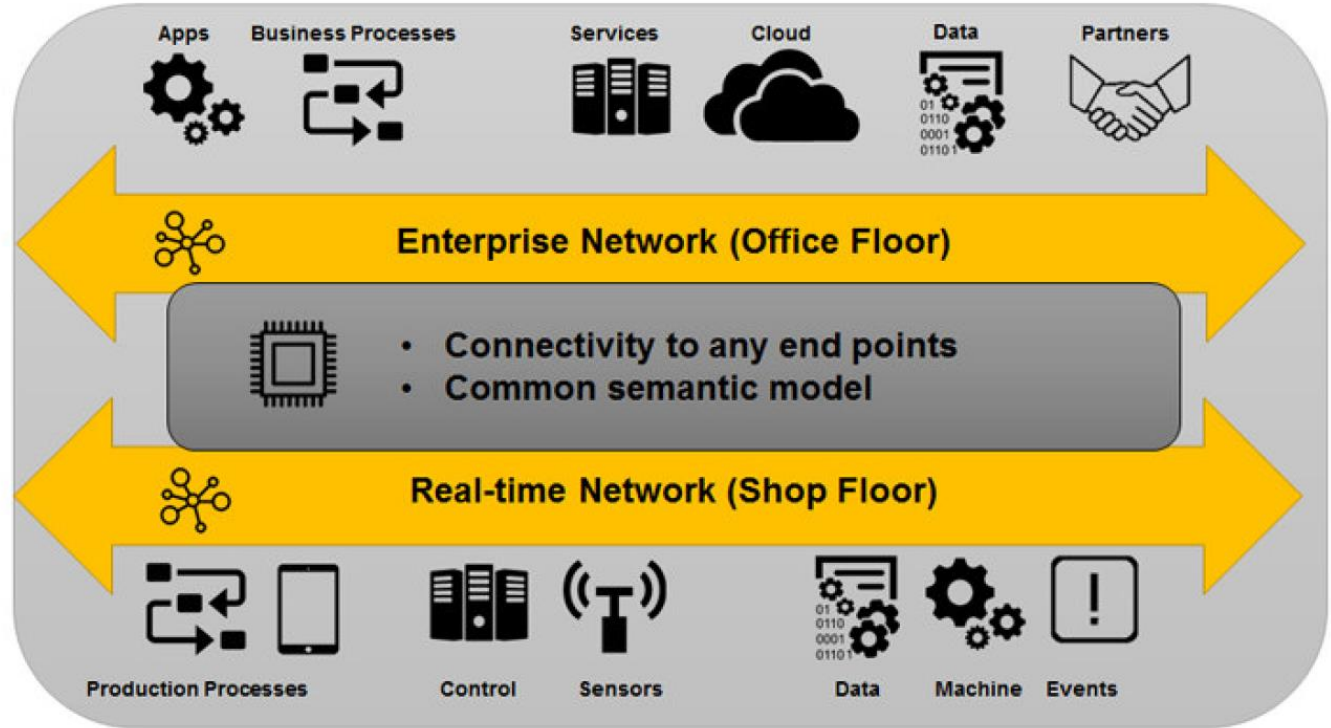 Apps Business Processes Services Cloud Data Partners
01
0110
0001
01101
Enterprise Network (Office Floor)
• Connectivity to any end points
• Common semantic model
Real-time Network (Shop Floor)
01
0110
0001
01101
!
Production Processes Control Sensors Data Machine Events